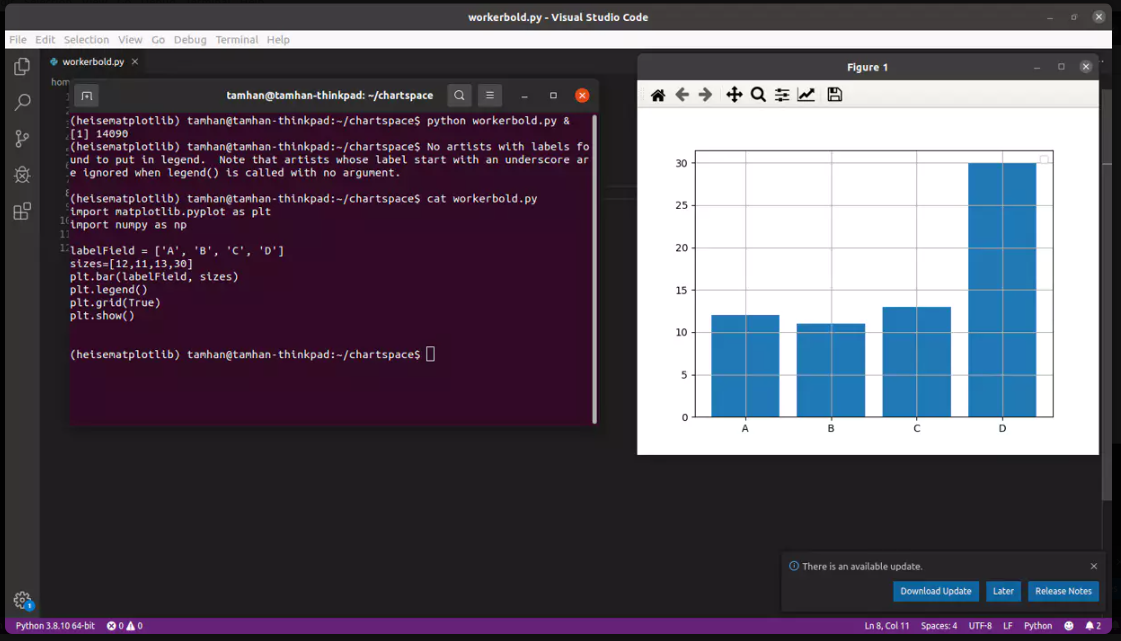 workerbold.py - Visual Studio Code
File Edit Selection View Go Debug Terminal Help
workerbold.py
tamhan@tamhan-thinkpad: ~/chartspace
(heisematplotlib) tamhan@tamhan-thinkpad:~/chartspace$ python workerbold.py &
[1] 14090
(heisematplotlib) tamhan@tamhan-thinkpad:~/chartspace$ No artists with labels fo
und to put in legend.  Note that artists whose label start with an underscore ar
e ignored when legend() is called with no argument.
(heisematplotlib) tamhan@tamhan-thinkpad:~/chartspace$ cat workerbold.py
import matplotlib.pyplot as plt
import numpy as np
labelField = ['A', 'B', 'C', 'D']
sizes=[12,11,13,30]
plt.bar(labelField, sizes)
plt.legend()
plt.grid(True)
plt.show()
(heisematplotlib) tamhan@tamhan-thinkpad:~/chartspace$
Figure 1
30
25
20
15
10
5
0
A B C D
There is an available update.
Download Update Later Release Notes
1
Python 3.8.10 64-bit 0 0 Ln 8, Col 11 Spaces: 4 UTF-8 LF Python 2